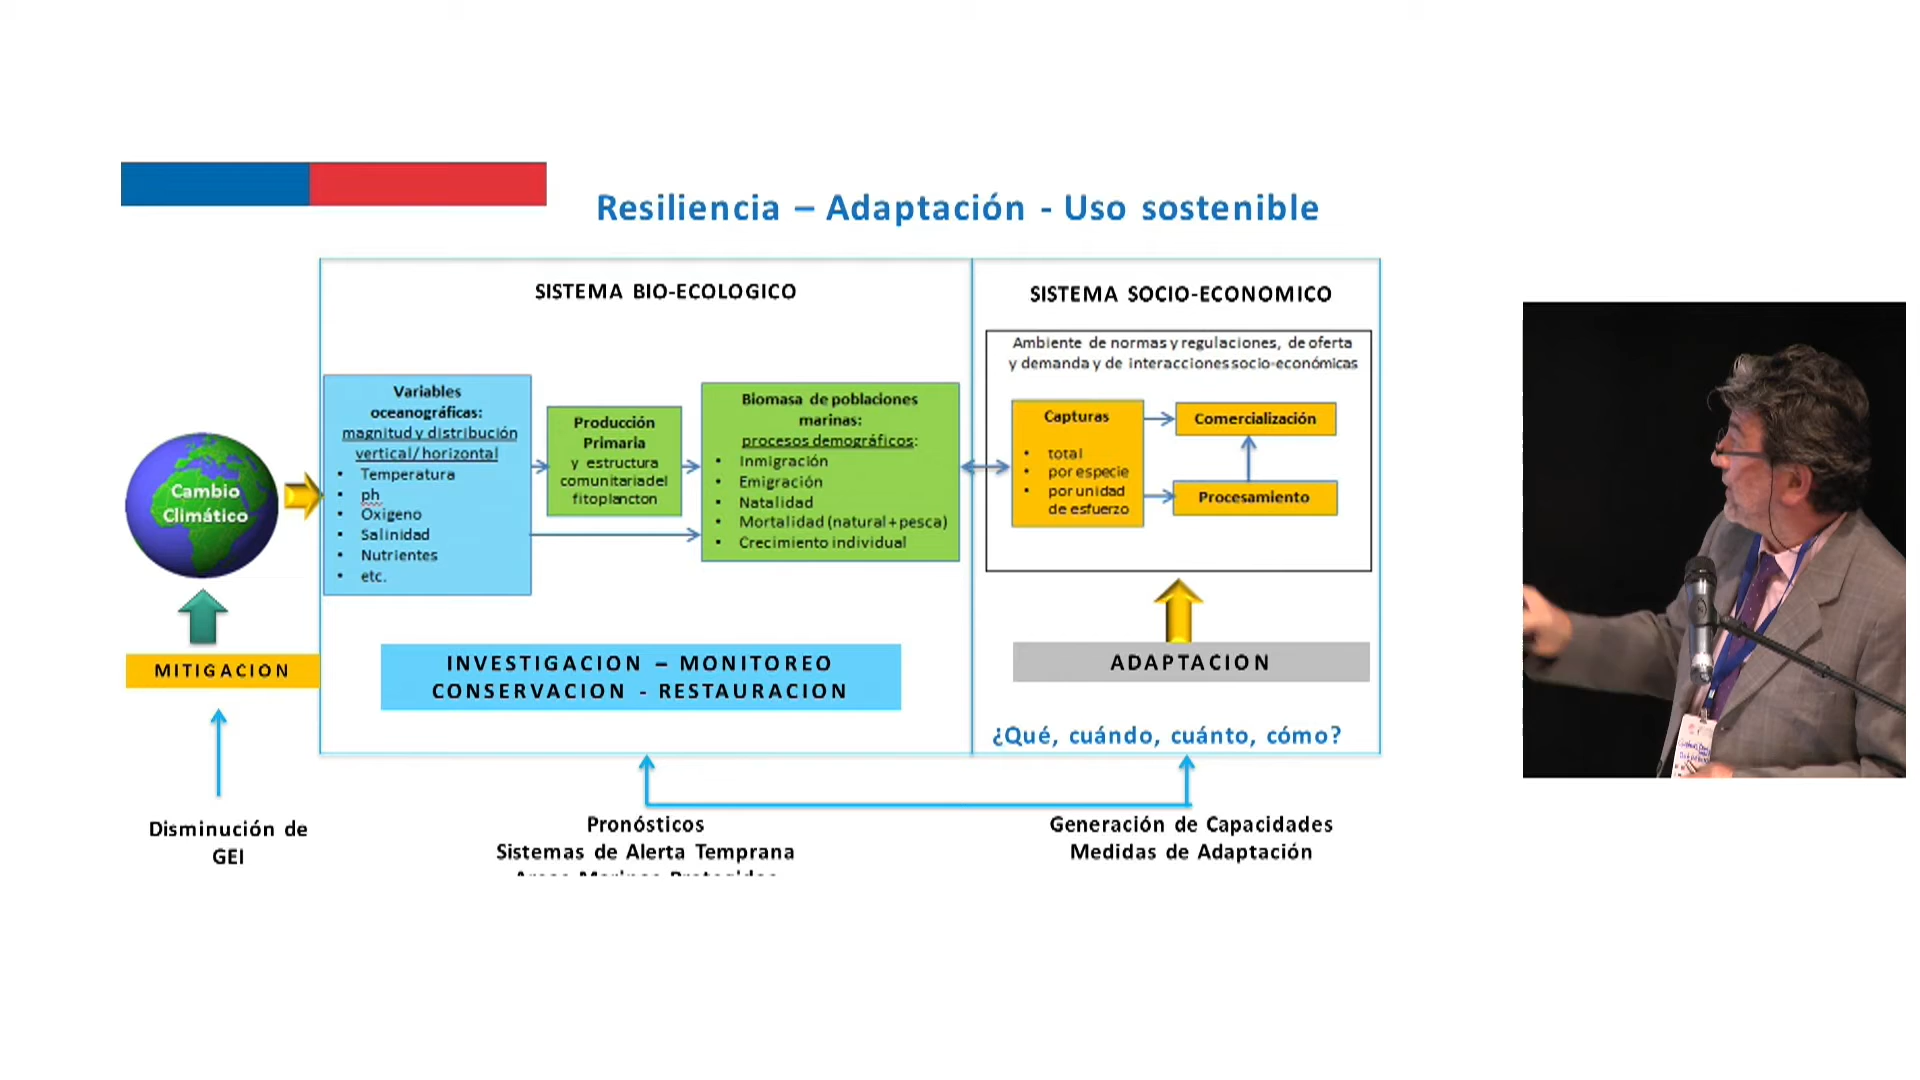 Resiliencia – Adaptación - Uso sostenible
SISTEMA BIO-ECOLOGICO
SISTEMA SOCIO-ECONOMICO
Ambiente de normas y regulaciones, de oferta
y demanda y de interacciones socio-económicas
Cambio
Climático
Variables
oceanográficas:
magnitud y distribución
vertical/ horizontal
• Temperatura
• ph
• Oxigeno
• Salinidad
• Nutrientes
• etc.
Producción
Primaria
y estructura
comunitaria del
fitoplancton
Biomasa de poblaciones
marinas:
procesos demográficos:
• Inmigración
• Emigración
• Natalidad
• Mortalidad (natural + pesca)
• Crecimiento individual
Capturas
• total
• por especie
• por unidad
de esfuerzo
Comercialización
Procesamiento
MITIGACION
INVESTIGACION – MONITOREO
CONSERVACION - RESTAURACION
ADAPTACION
¿Qué, cuándo, cuánto, cómo?
Disminución de
GEI
Pronósticos
Sistemas de Alerta Temprana
Generación de Capacidades
Medidas de Adaptación